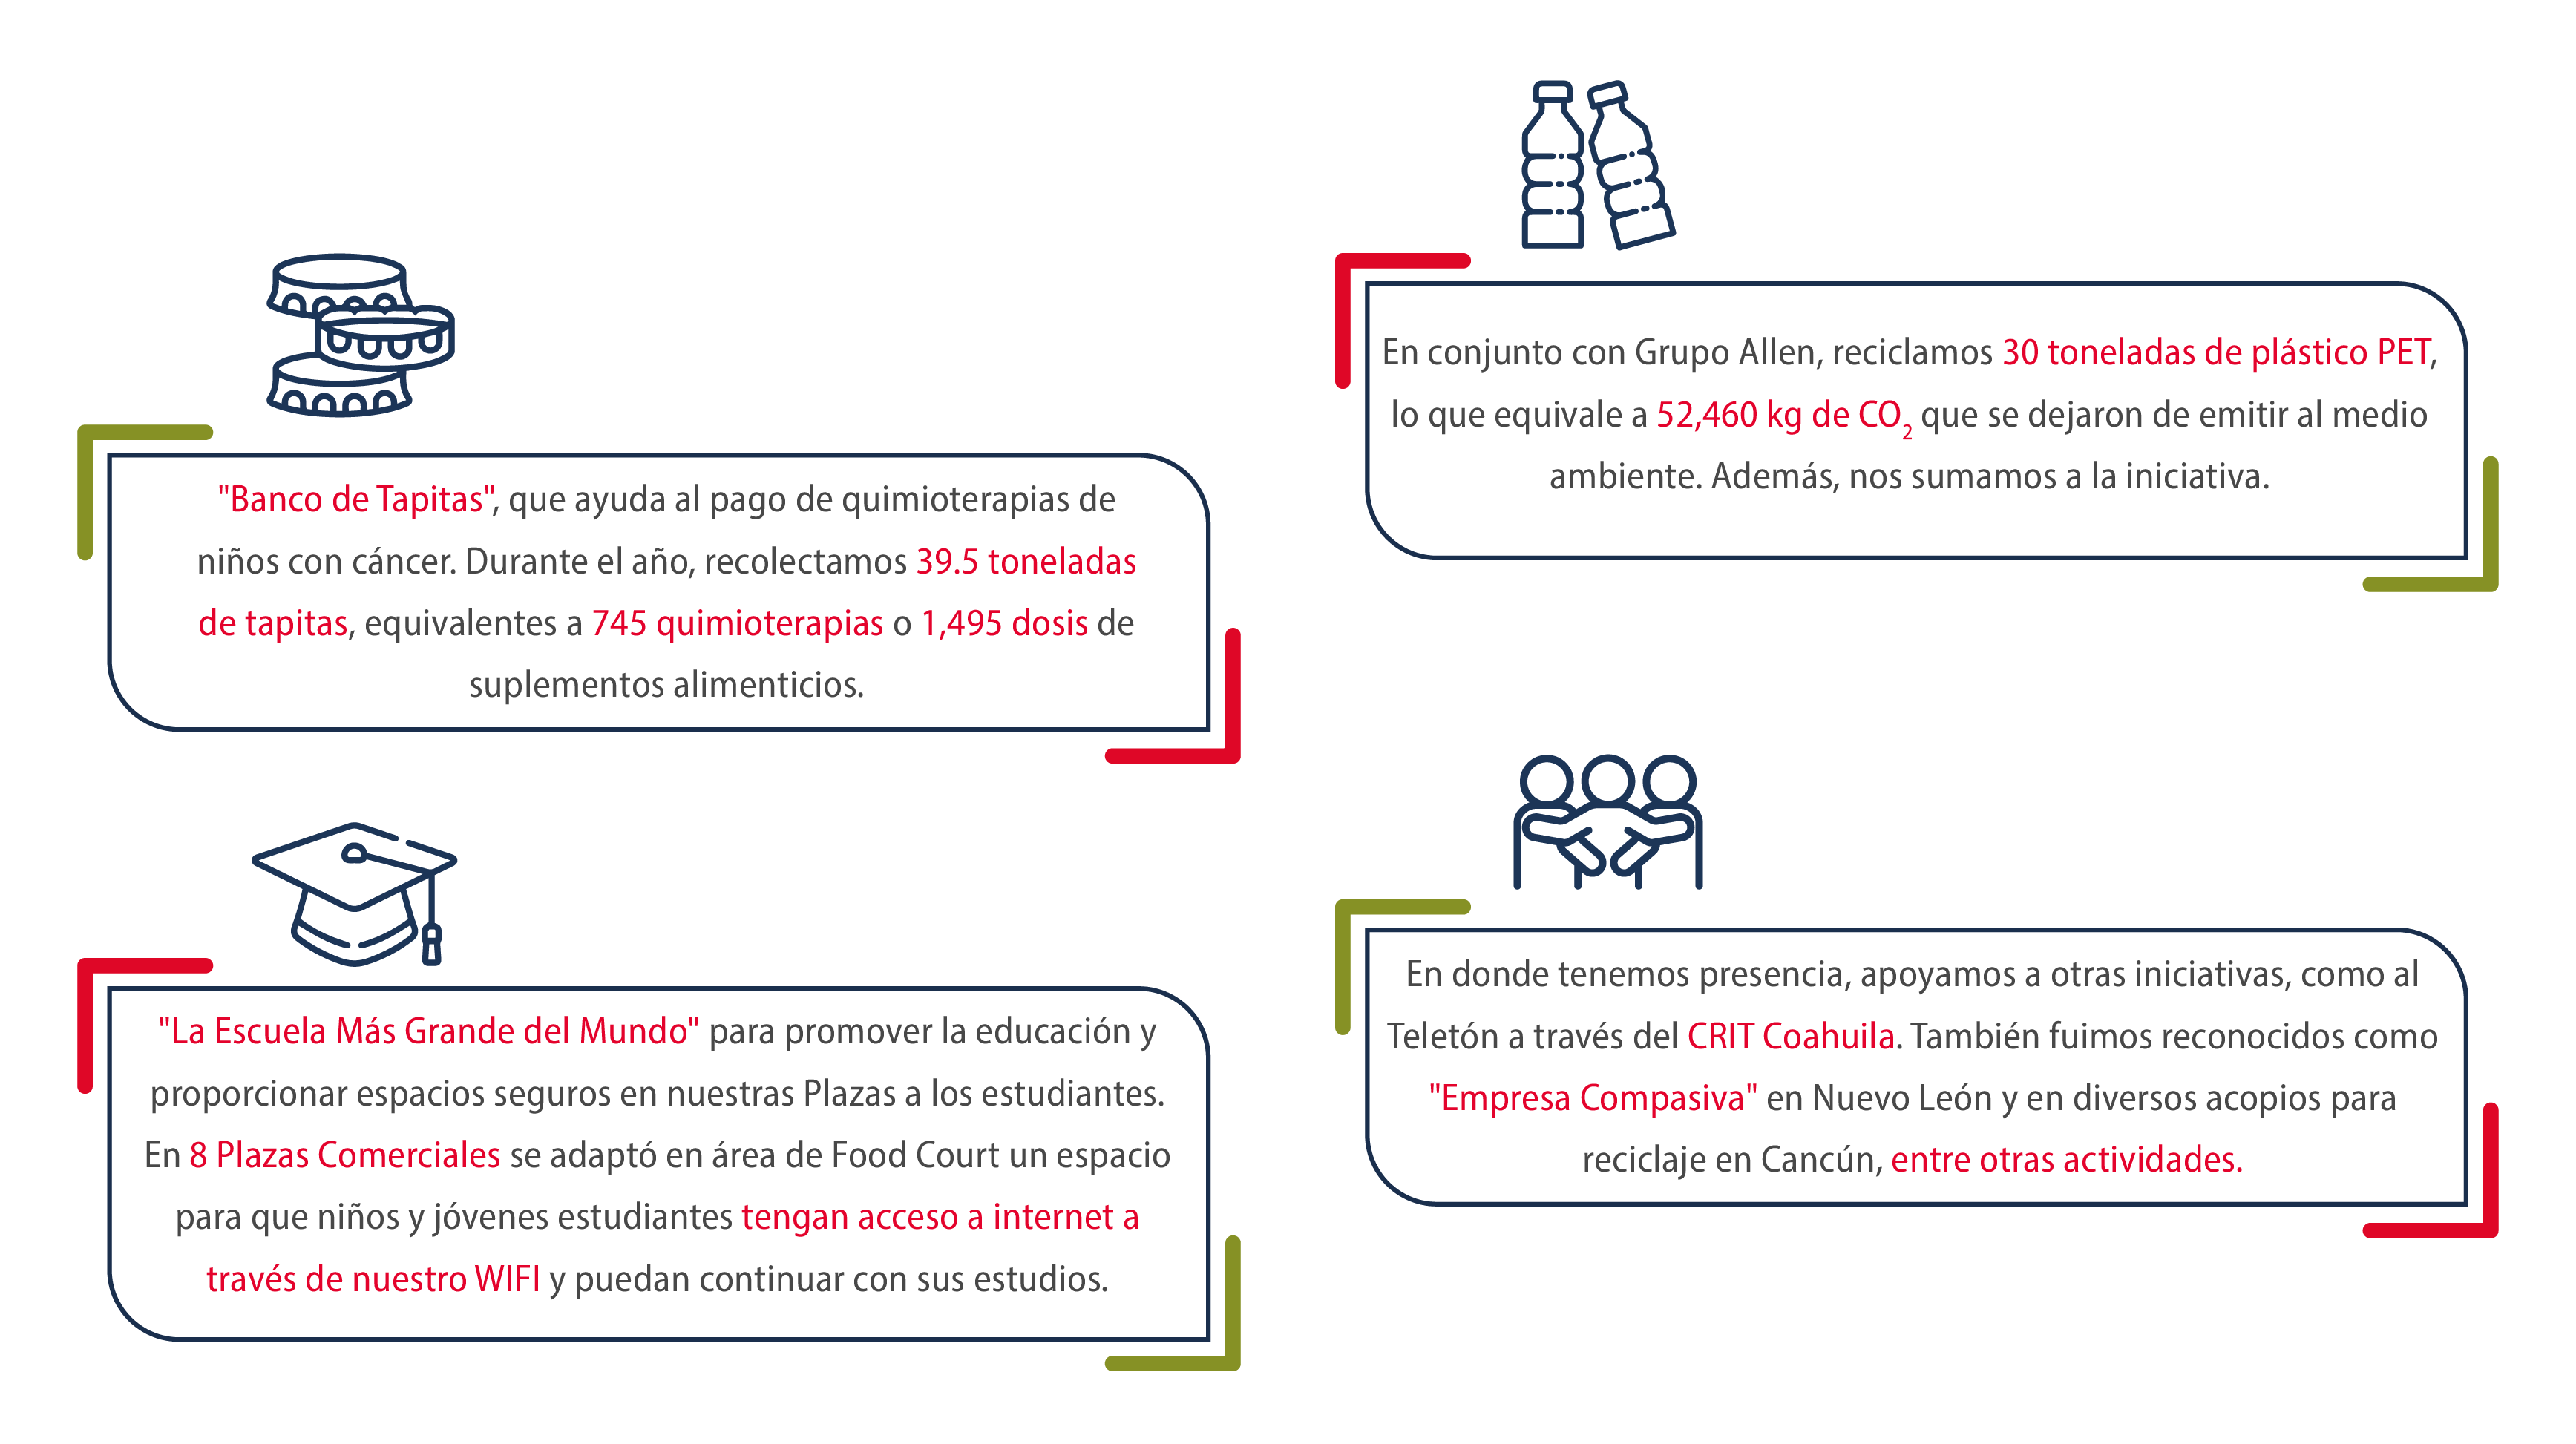 "Banco de Tapitas", que ayuda al pago de quimioterapias de
niños con cáncer. Durante el año, recolectamos 39.5 toneladas
de tapitas, equivalentes a 745 quimioterapias o 1,495 dosis de
suplementos alimenticios.
En conjunto con Grupo Allen, reciclamos 30 toneladas de plástico PET,
lo que equivale a 52,460 kg de CO₂ que se dejaron de emitir al medio
ambiente. Además, nos sumamos a la iniciativa.
"La Escuela Más Grande del Mundo" para promover la educación y
proporcionar espacios seguros en nuestras Plazas a los estudiantes.
En 8 Plazas Comerciales se adaptó en área de Food Court un espacio
para que niños y jóvenes estudiantes tengan acceso a internet a
través de nuestro WIFI y puedan continuar con sus estudios.
En donde tenemos presencia, apoyamos a otras iniciativas, como al
Teletón a través del CRIT Coahuila. También fuimos reconocidos como
"Empresa Compasiva" en Nuevo León y en diversos acopios para
reciclaje en Cancún, entre otras actividades.